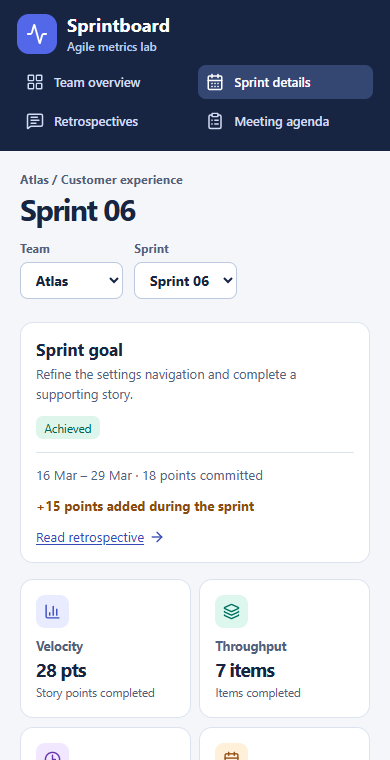 Sprintboard
Agile metrics lab
Team overview
Sprint details
Retrospectives
Meeting agenda
Atlas / Customer experience
Sprint 06
Team
Sprint
Atlas
Sprint 06
Sprint goal
Refine the settings navigation and complete a
supporting story.
Achieved
16 Mar – 29 Mar · 18 points committed
+15 points added during the sprint
Read retrospective →
Velocity
28 pts
Story points completed
Throughput
7 items
Items completed